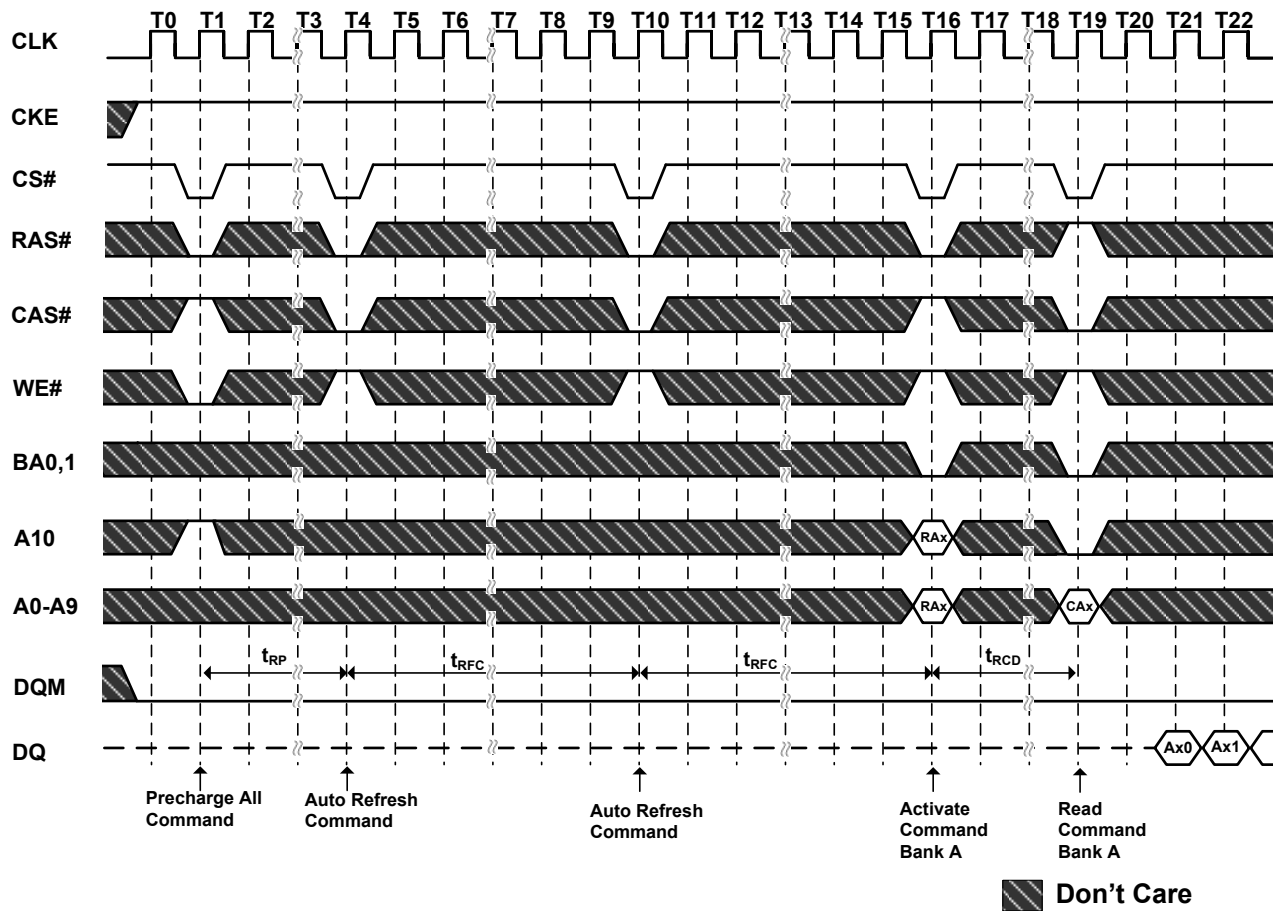 T0 T1 T2 T3 T4 T5 T6 T7 T8 T9 T10 T11 T12 T13 T14 T15 T16 T17 T18 T19 T20 T21 T22
CLK
CKE
CS#
RAS#
CAS#
WE#
BA0,1
A10
RAx
A0-A9
RAx CAx
tRP tRFC tRFC tRCD
DQM
DQ
Ax0 Ax1
Precharge All
Command
Auto Refresh
Command
Auto Refresh
Command
Activate
Command
Bank A
Read
Command
Bank A
Don't Care